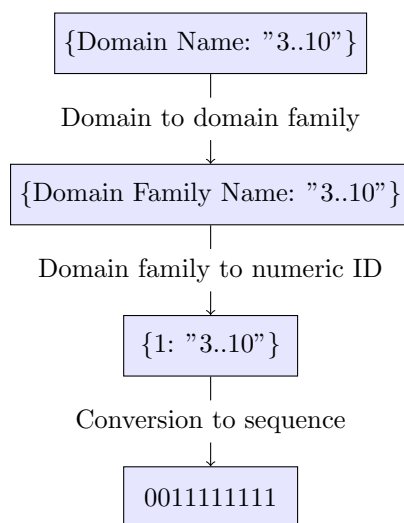 {Domain Name: ”3..10”}
Domain to domain family
{Domain Family Name: ”3..10”}
Domain family to numeric ID
{1: ”3..10”}
Conversion to sequence
0011111111